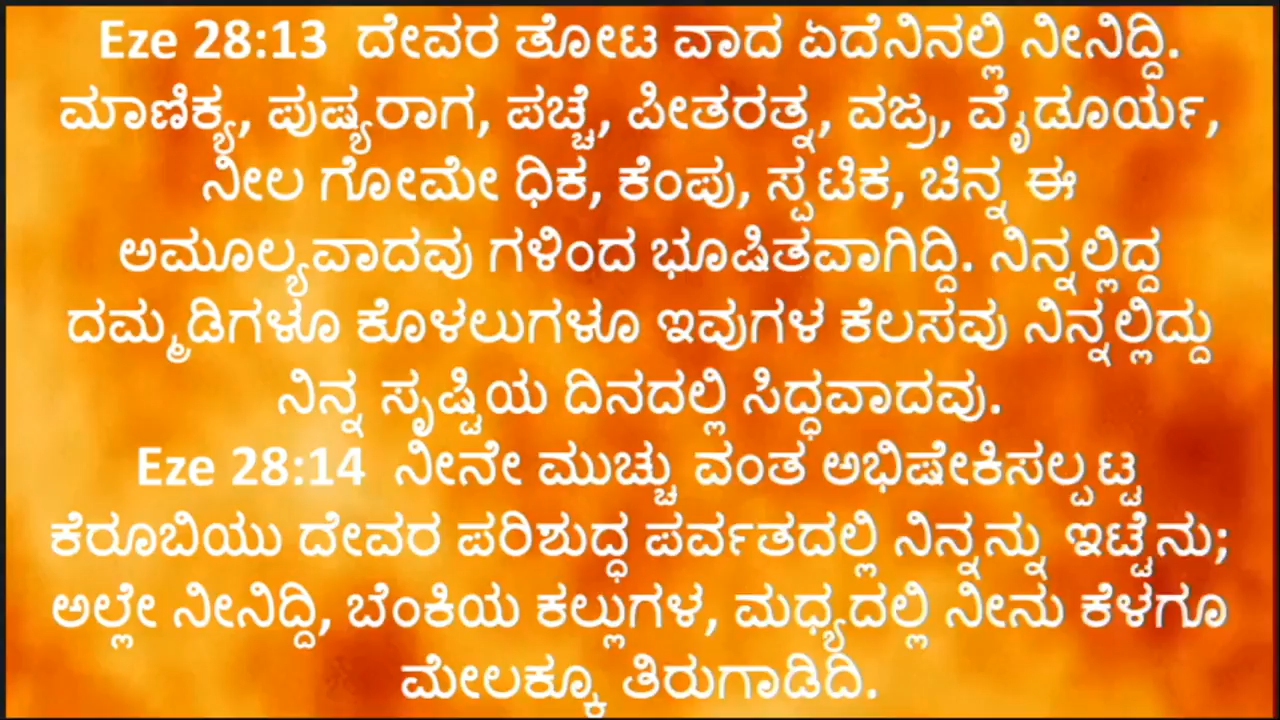 Eze 28:13 ದೇವರ ತೋಟ ವಾದ ಏದೆನಿನಲ್ಲಿ ನೀನಿದ್ದಿ.
ಮಾಣಿಕ್ಯ, ಪುಷ್ಯರಾಗ, ಪಚ್ಚೆ, ಪೀತರತ್ನ, ವಜ್ರ, ವೈಡೂರ್ಯ,
ನೀಲ ಗೋಮೇ ಧಿಕ, ಕೆಂಪು, ಸ್ಪಟಿಕ, ಚಿನ್ನ ಈ
ಅಮೂಲ್ಯವಾದವು ಗಳಿಂದ ಭೂಷಿತವಾಗಿದ್ದಿ. ನಿನ್ನಲ್ಲಿದ್ದ
ದಮ್ಮಡಿಗಳೂ ಕೊಳಲುಗಳೂ ಇವುಗಳ ಕೆಲಸವು ನಿನ್ನಲ್ಲಿದ್ದು
ನಿನ್ನ ಸೃಷ್ಟಿಯ ದಿನದಲ್ಲಿ ಸಿದ್ಧವಾದವು.
Eze 28:14 ನೀನೇ ಮುಚ್ಚು ವಂತ ಅಭಿಷೇಕಿಸಲ್ಪಟ್ಟ
ಕೆರೂಬಿಯು ದೇವರ ಪರಿಶುದ್ಧ ಪರ್ವತದಲ್ಲಿ ನಿನ್ನನ್ನು ಇಟ್ಟೆನು;
ಅಲ್ಲೇ ನೀನಿದ್ದಿ, ಬೆಂಕಿಯ ಕಲ್ಲುಗಳ, ಮಧ್ಯದಲ್ಲಿ ನೀನು ಕೆಳಗೂ
ಮೇಲಕ್ಕೂ ತಿರುಗಾಡಿದಿ.